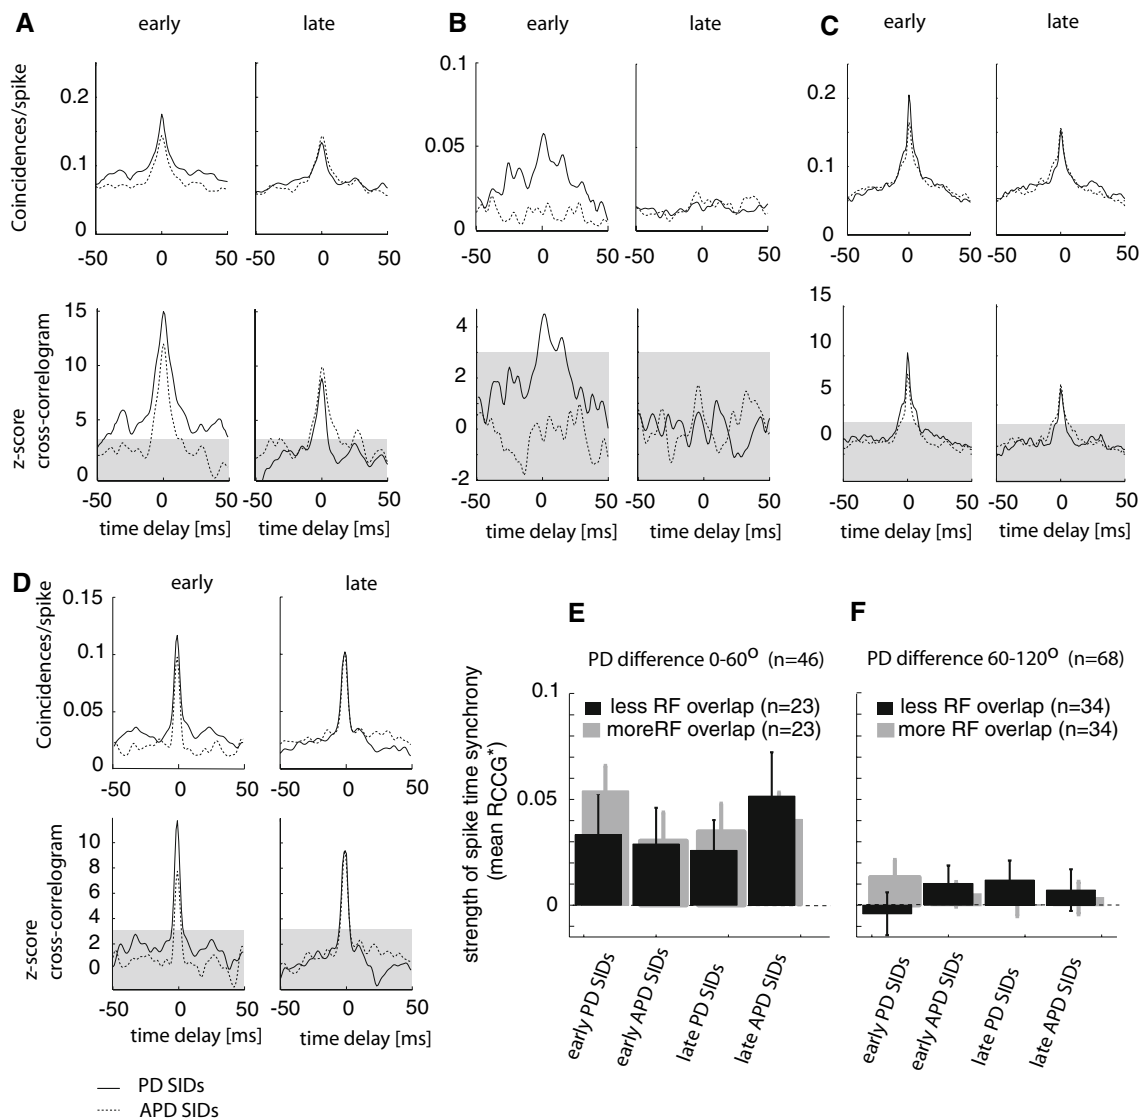 A early late
Coincidences/spike
0.2
0.1
0
-50 0 50 -50 0 50
z-score
cross-correlogram
15
10
5
0
-50 0 50 -50 0 50
time delay [ms] time delay [ms]
B early late
0.1
0.05
0
-50 0 50 -50 0 50
4
2
0
-2
-50 0 50 -50 0 50
time delay [ms] time delay [ms]
C early late
0.2
0.1
0
-50 0 50 -50 0 50
15
10
5
0
-50 0 50 -50 0 50
time delay [ms] time delay [ms]
D early late
Coincidences/spike
0.15
0.1
0.05
0
-50 0 50 -50 0 50
z-score
cross-correlogram
10
8
6
4
2
0
-50 0 50 -50 0 50
time delay [ms] time delay [ms]
PD SIDs
APD SIDs
E
PD difference 0-60° (n=46)
strength of spike time synchrony
(mean RCCG*)
0.1
0.05
0
less RF overlap (n=23)
moreRF overlap (n=23)
early PD SIDs
early APD SIDs
late PD SIDs
late APD SIDs
F
PD difference 60-120° (n=68)
less RF overlap (n=34)
more RF overlap (n=34)
early PD SIDs
early APD SIDs
late PD SIDs
late APD SIDs